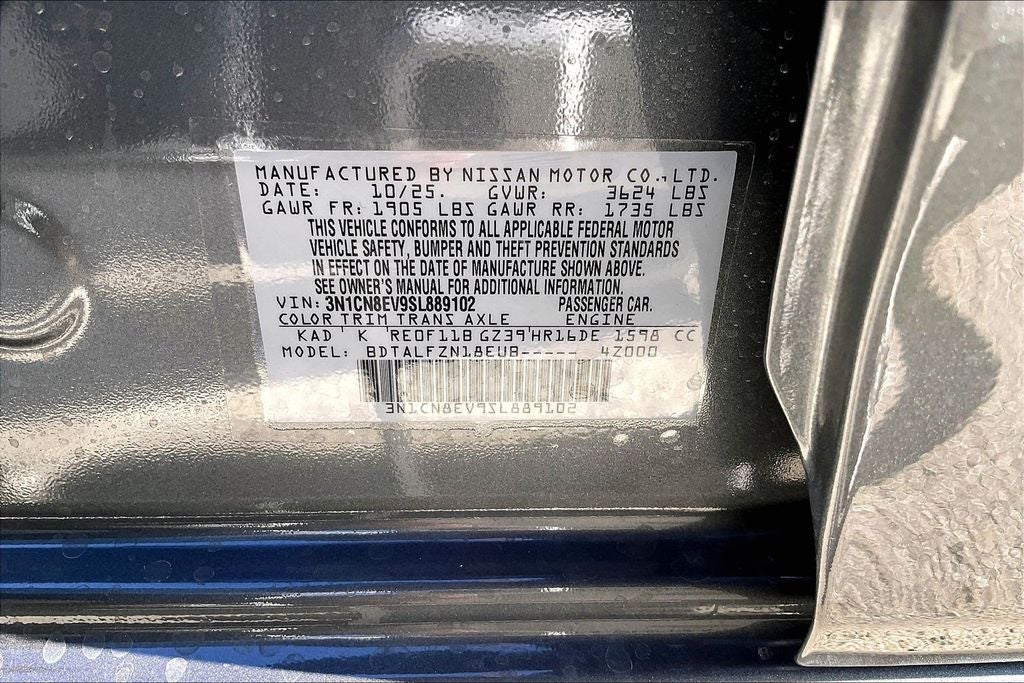 MANUFACTURED BY NISSAN MOTOR CO., LTD.
DATE: 10/25. GVWR: 3624 LBS
GAWR FR: 1905 LBS GAWR RR: 1735 LBS
THIS VEHICLE CONFORMS TO ALL APPLICABLE FEDERAL MOTOR
VEHICLE SAFETY, BUMPER AND THEFT PREVENTION STANDARDS
IN EFFECT ON THE DATE OF MANUFACTURE SHOWN ABOVE.
SEE OWNER'S MANUAL FOR ADDITIONAL INFORMATION.
VIN: 3N1CN8EV9SL889102 PASSENGER CAR.
COLOR TRIM TRANS AXLE ENGINE
KAD K RE0F11B GZ39 HR16DE 1598 CC
MODEL: BDTALFZN18EUB----- 4Z000
3N1CN8EV9SL889102